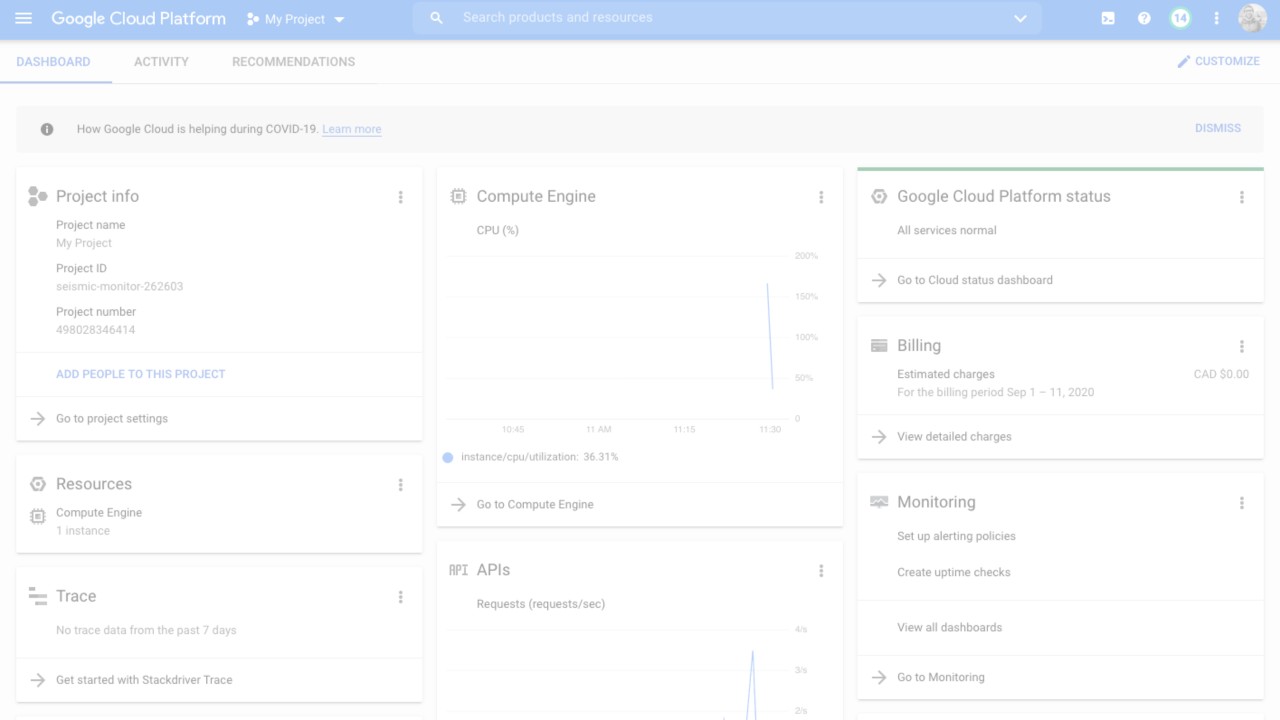 Google Cloud Platform
My Project
Search products and resources
14
DASHBOARD
ACTIVITY
RECOMMENDATIONS
CUSTOMIZE
How Google Cloud is helping during COVID-19. Learn more
DISMISS
Project info
Project name
My Project
Project ID
seismic-monitor-262603
Project number
498028346414
ADD PEOPLE TO THIS PROJECT
Go to project settings
Resources
Compute Engine
1 instance
Trace
No trace data from the past 7 days
Get started with Stackdriver Trace
Compute Engine
CPU (%)
200%
150%
100%
50%
0
10:45
11 AM
11:15
11:30
instance/cpu/utilization: 36.31%
Go to Compute Engine
API APIs
Requests (requests/sec)
4/s
3/s
2/s
Google Cloud Platform status
All services normal
Go to Cloud status dashboard
Billing
Estimated charges
CAD $0.00
For the billing period Sep 1 – 11, 2020
View detailed charges
Monitoring
Set up alerting policies
Create uptime checks
View all dashboards
Go to Monitoring